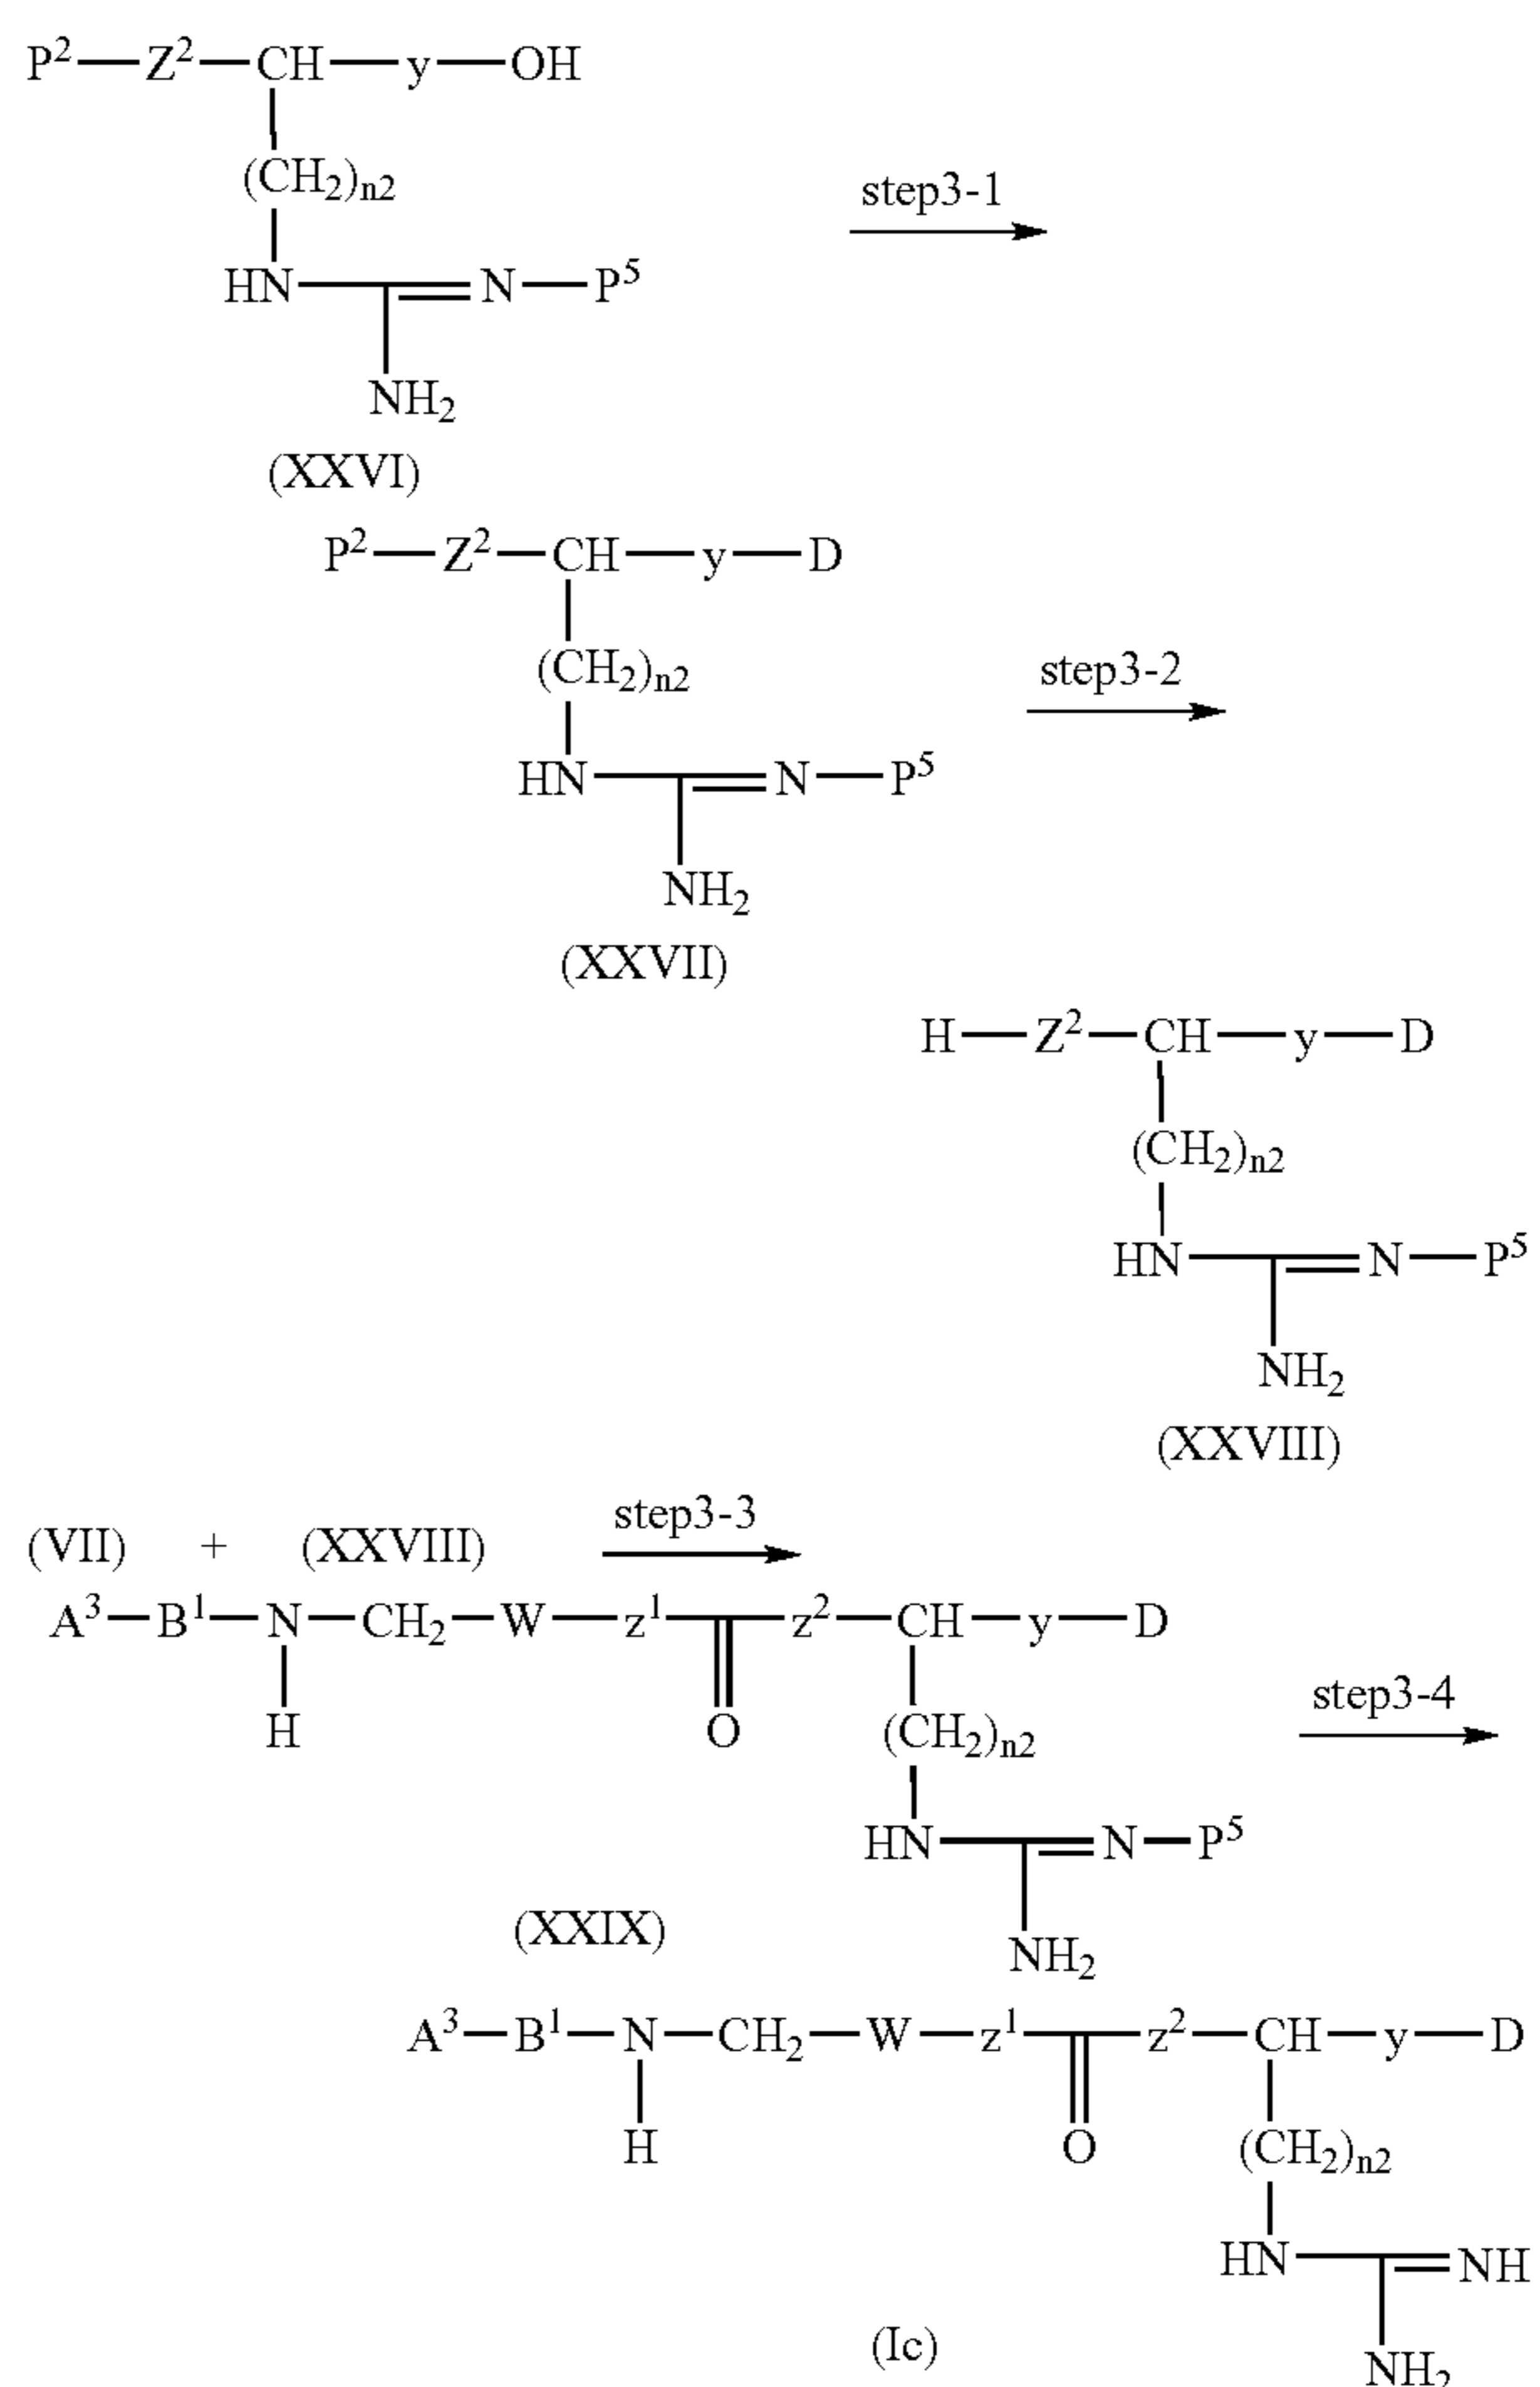 P²—Z²—CH—y—OH
(CH₂)n2
step3-1
HN N—P⁵
NH₂
(XXVI)
P²—Z²—CH—y—D
(CH₂)n2
step3-2
HN N—P⁵
NH₂
(XXVII)
H—Z²—CH—y—D
(CH₂)n2
HN N—P⁵
NH₂
(XXVIII)
(VII) + (XXVIII) step3-3
A³—B¹—N—CH₂—W—z¹ z²—CH—y—D
H O (CH₂)n2
step3-4
HN N—P⁵
(XXIX)
NH₂
A³—B¹—N—CH₂—W—z¹ z²—CH—y—D
H O (CH₂)n2
HN NH
(Ic)
NH₂